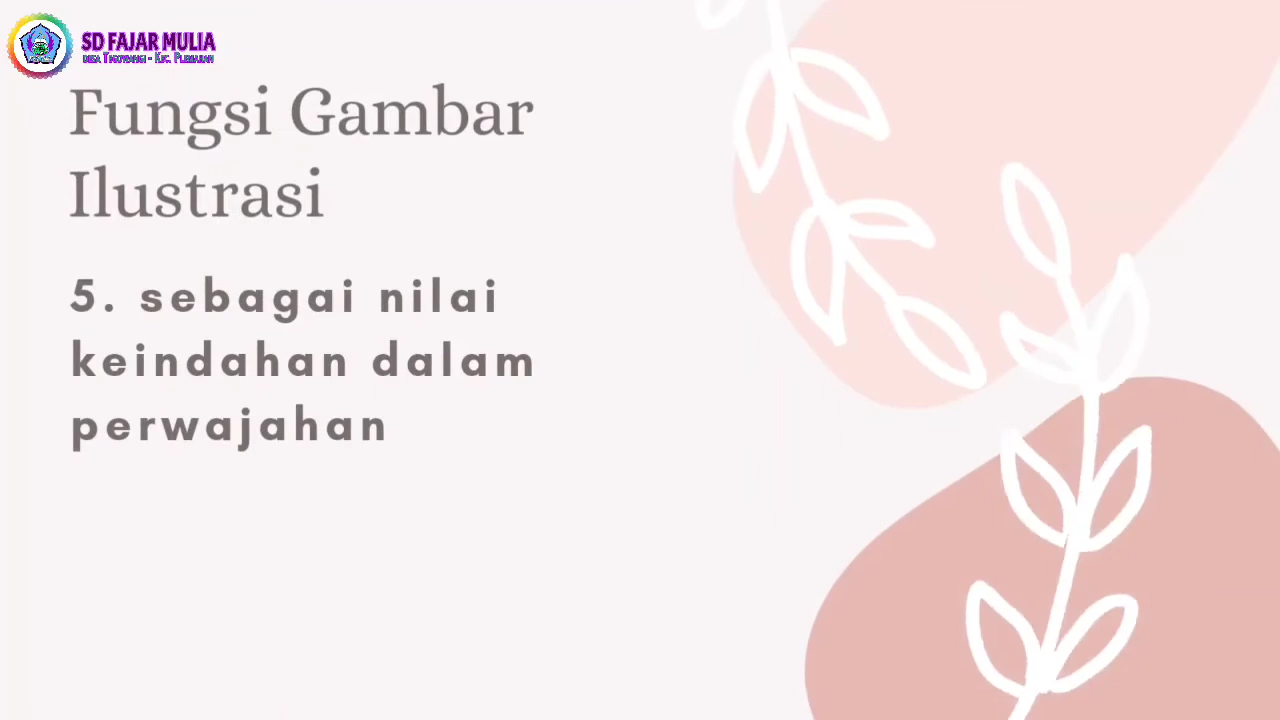 SD FAJAR MULIA
Fungsi Gambar
Ilustrasi
5. sebagai nilai
keindahan dalam
perwajahan